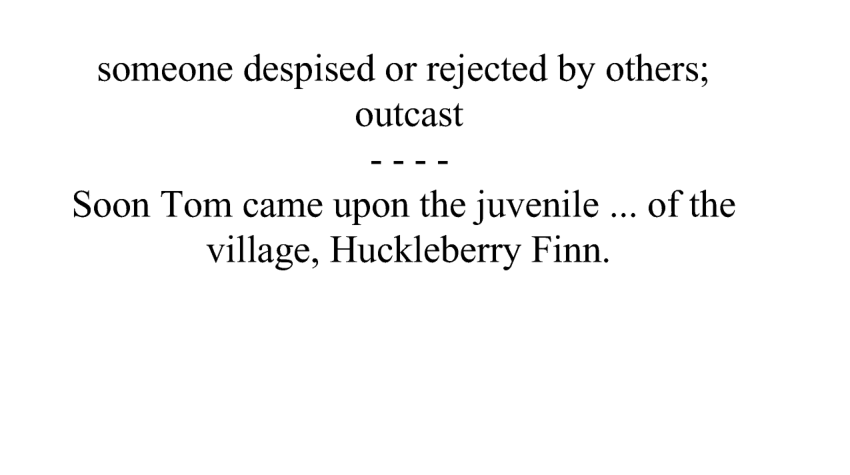 someone despised or rejected by others;
outcast
- - - -
Soon Tom came upon the juvenile ... of the
village, Huckleberry Finn.